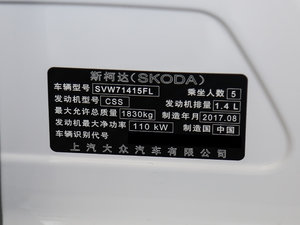 斯柯达(SKODA)
车辆型号 SVW71415FL 乘坐人数 5
发动机型号 CSS 发动机排量 1.4 L
最大允许总质量 1830kg 制造年月 2017.08
发动机最大净功率 110 kW 制造国 中国
车辆识别代号
上汽大众汽车有限公司